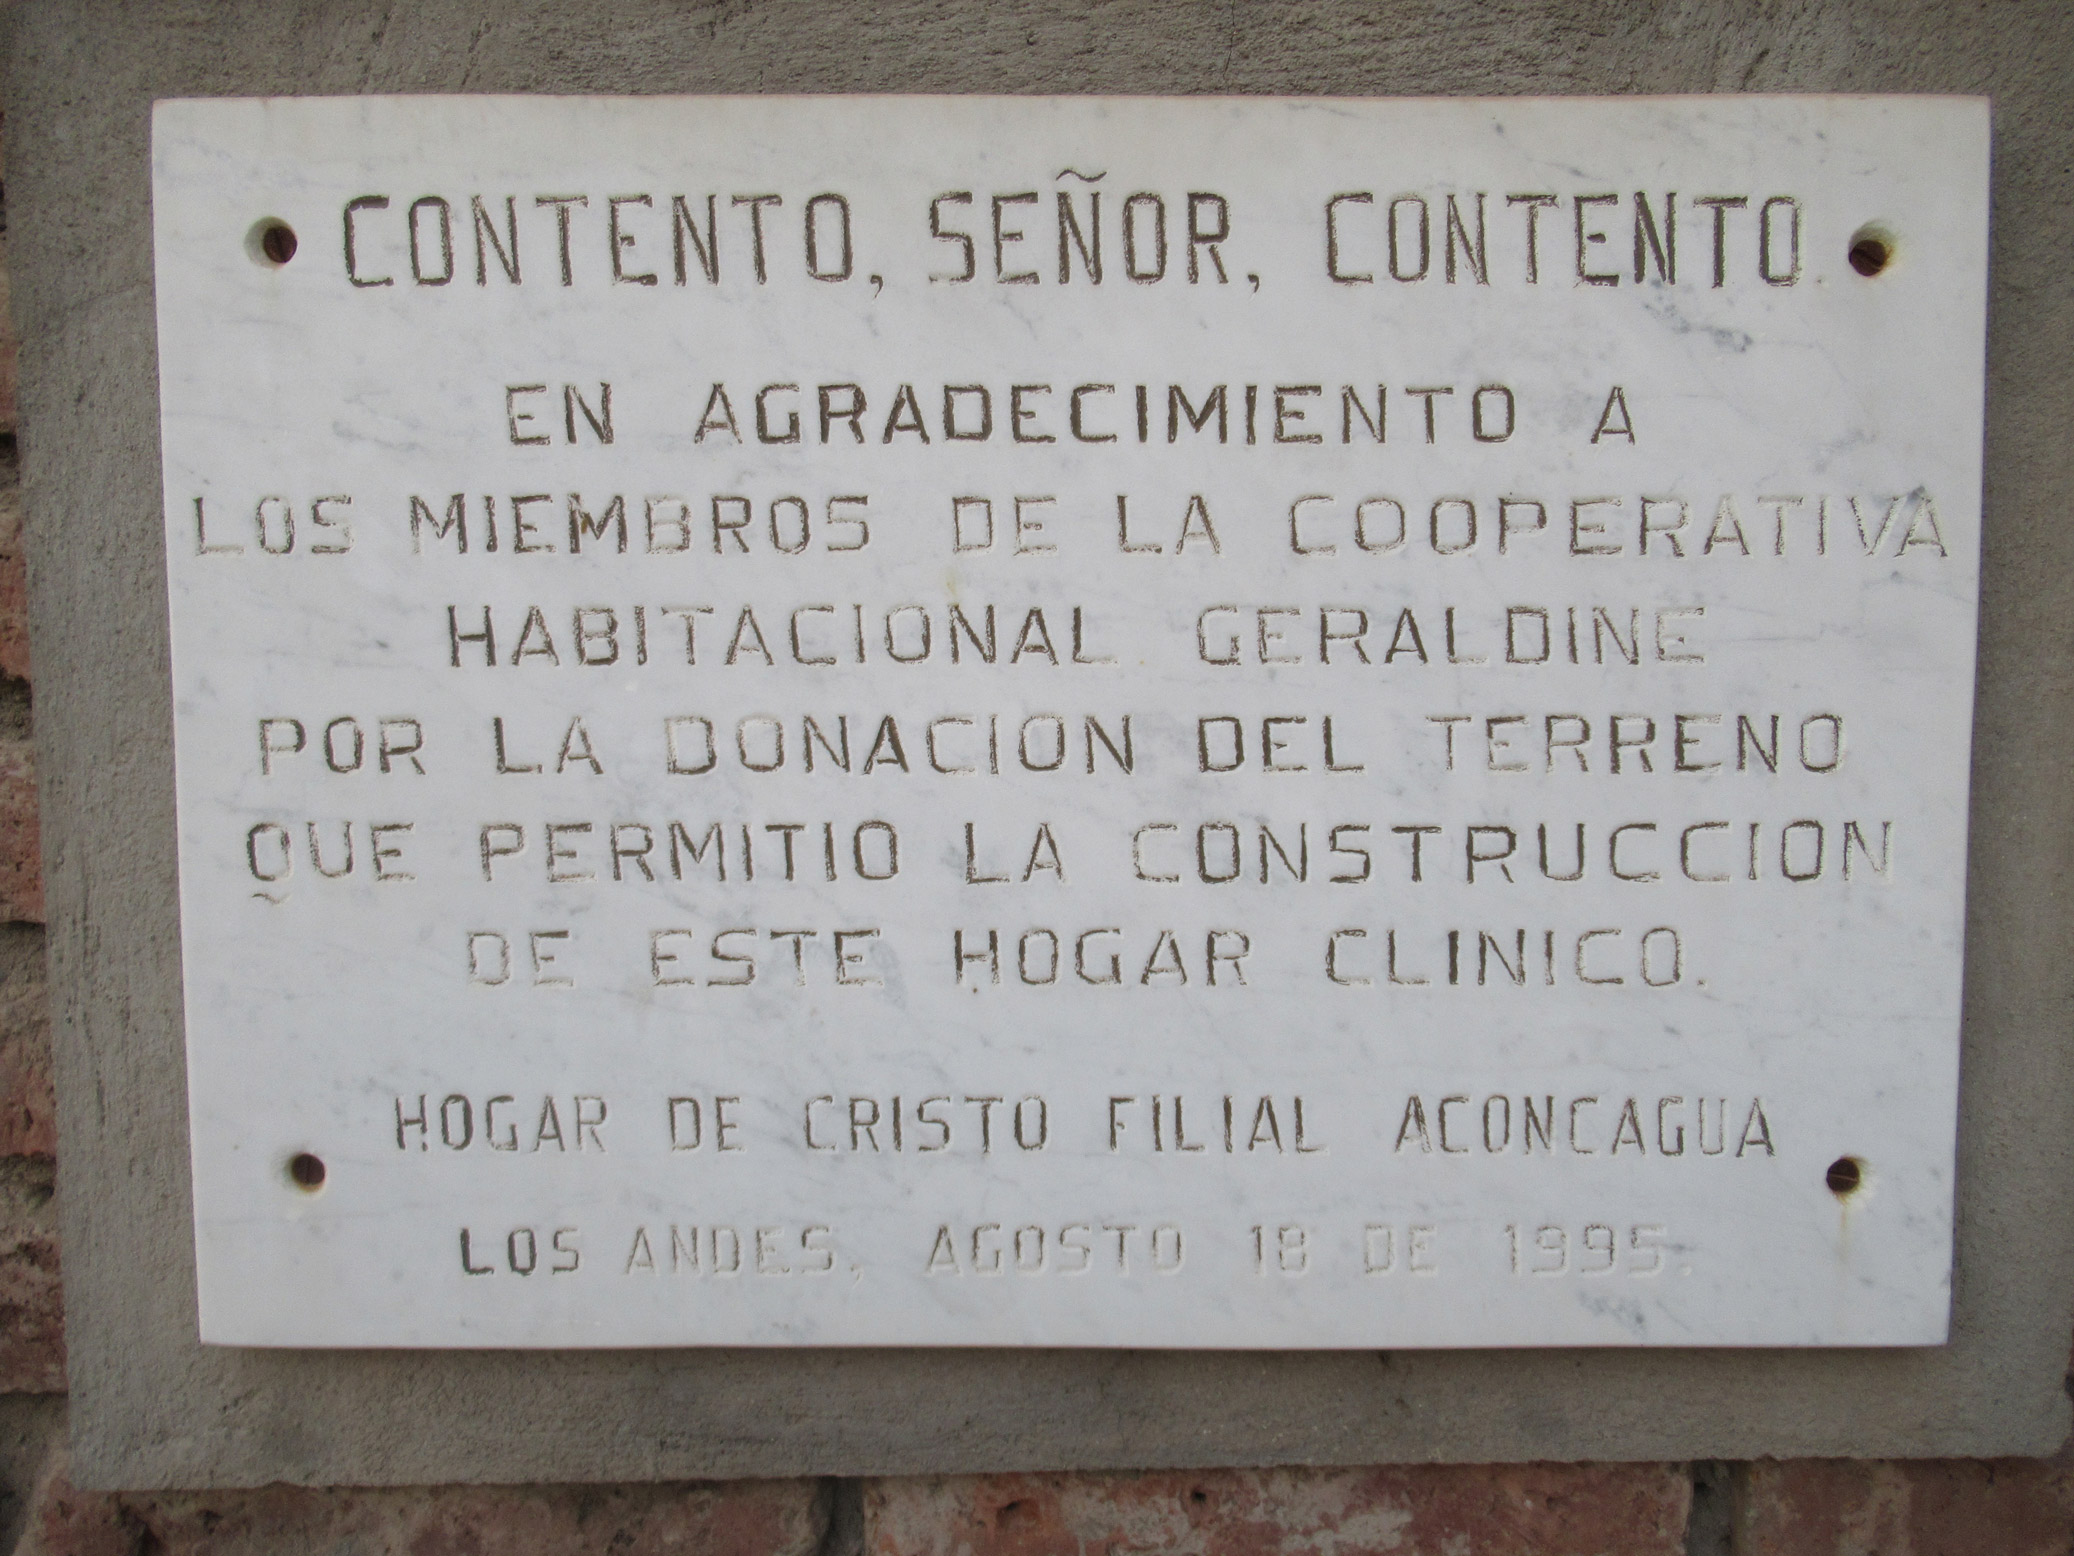 CONTENTO, SEÑOR, CONTENTO.
EN AGRADECIMIENTO A
LOS MIEMBROS DE LA COOPERATIVA
HABITACIONAL GERALDINE
POR LA DONACION DEL TERRENO
QUE PERMITIO LA CONSTRUCCION
DE ESTE HOGAR CLINICO.
HOGAR DE CRISTO FILIAL ACONCAGUA
LOS ANDES, AGOSTO 18 DE 1995.